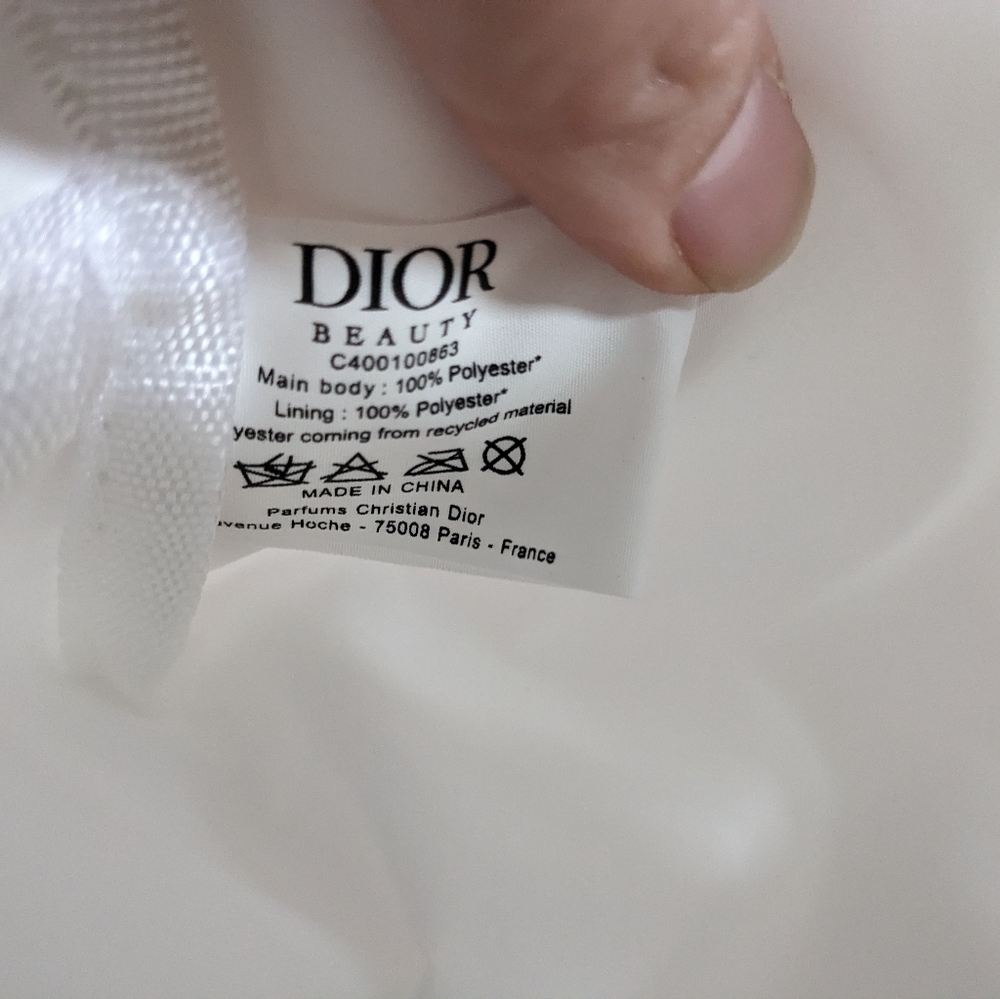 DIOR
BEAUTY
C400100863
Main body : 100% Polyester*
Lining : 100% Polyester*
yester coming from recycled material
MADE IN CHINA
Parfums Christian Dior
venue Hoche - 75008 Paris - France